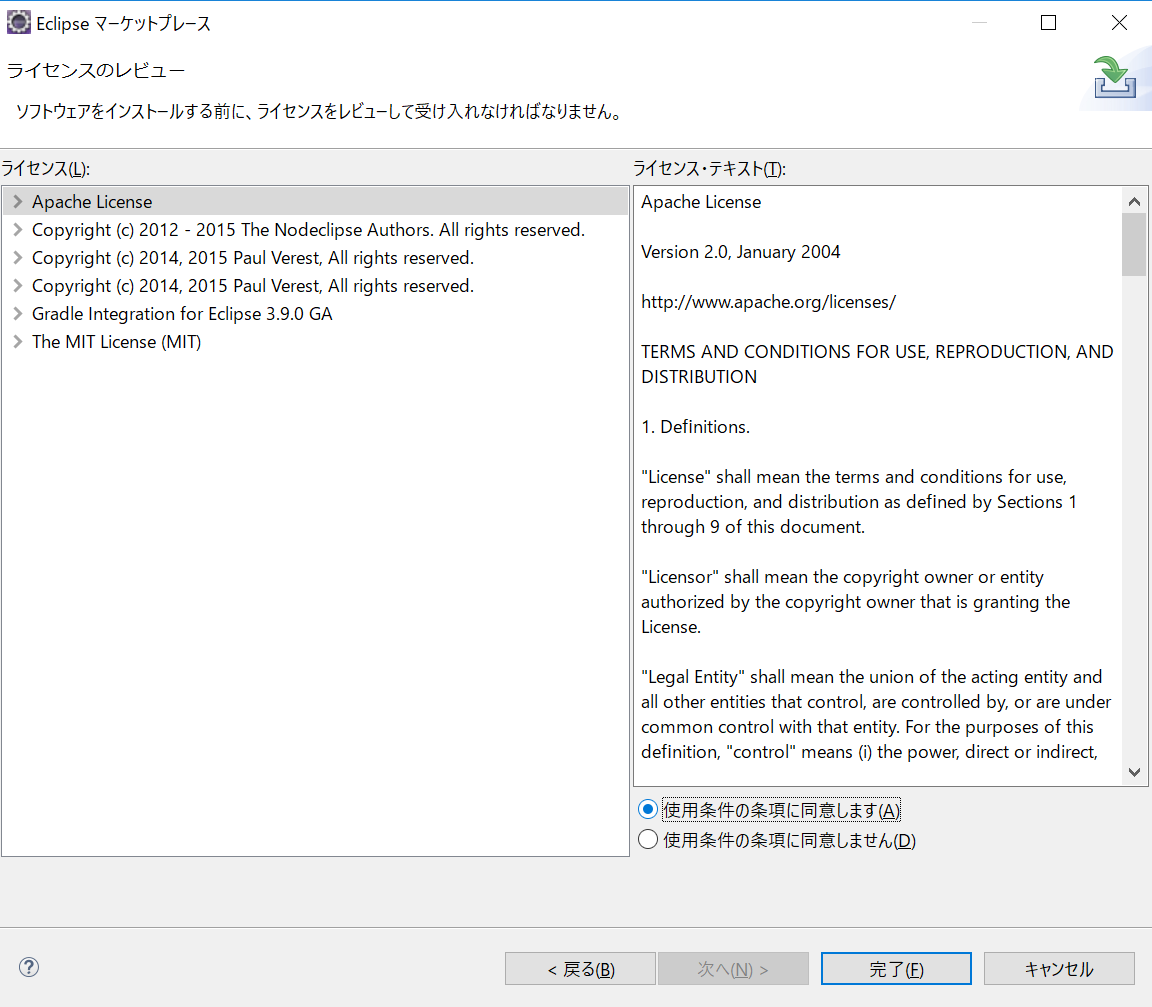 Eclipse マーケットプレース
ライセンスのレビュー
ソフトウェアをインストールする前に、ライセンスをレビューして受け入れなければなりません。
ライセンス(L):
Apache License
Copyright (c) 2012 - 2015 The Nodeclipse Authors. All rights reserved.
Copyright (c) 2014, 2015 Paul Verest, All rights reserved.
Copyright (c) 2014, 2015 Paul Verest, All rights reserved.
Gradle Integration for Eclipse 3.9.0 GA
The MIT License (MIT)
ライセンス・テキスト(T):
Apache License
Version 2.0, January 2004
http://www.apache.org/licenses/
TERMS AND CONDITIONS FOR USE, REPRODUCTION, AND
DISTRIBUTION
1. Definitions.
"License" shall mean the terms and conditions for use,
reproduction, and distribution as defined by Sections 1
through 9 of this document.
"Licensor" shall mean the copyright owner or entity
authorized by the copyright owner that is granting the
License.
"Legal Entity" shall mean the union of the acting entity and
all other entities that control, are controlled by, or are under
common control with that entity. For the purposes of this
definition, "control" means (i) the power, direct or indirect,
使用条件の条項に同意します(A)
使用条件の条項に同意しません(D)
?
< 戻る(B)
次へ(N) >
完了(F)
キャンセル